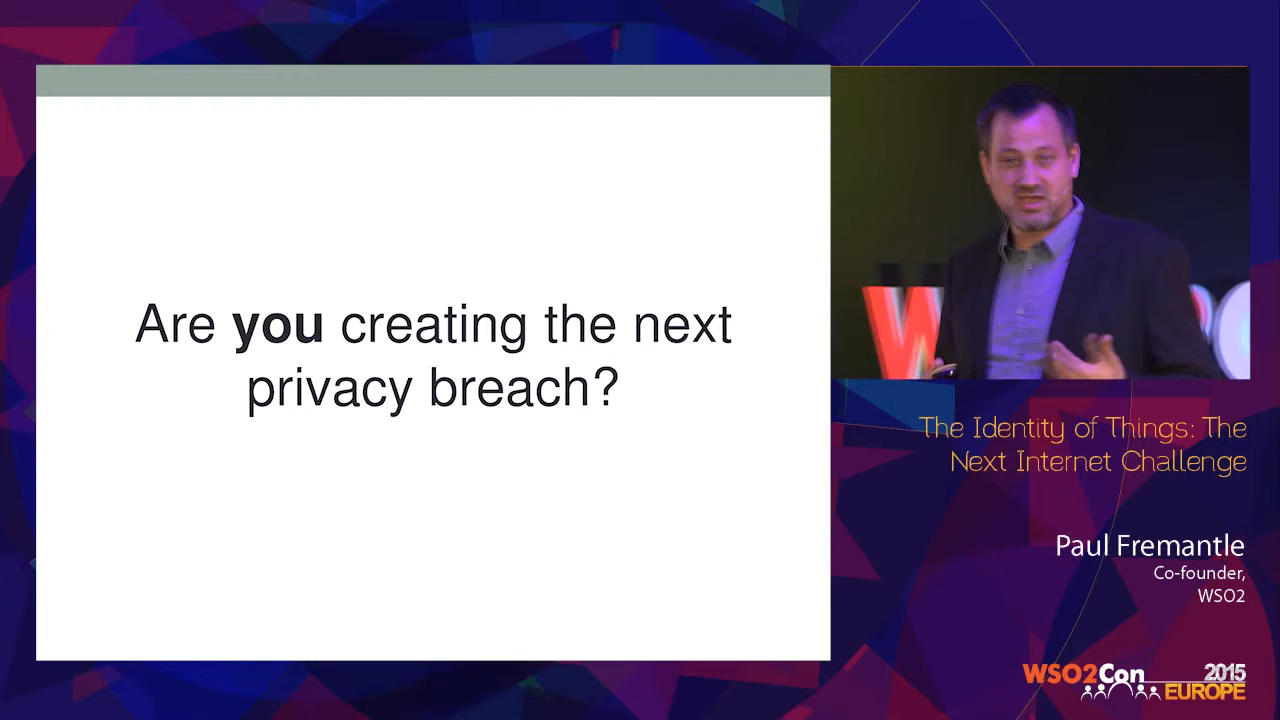 Are you creating the next
privacy breach?
W
The Identity of Things: The
Next Internet Challenge
Paul Fremantle
Co-founder,
WSO2
WSO2Con 2015
EUROPE